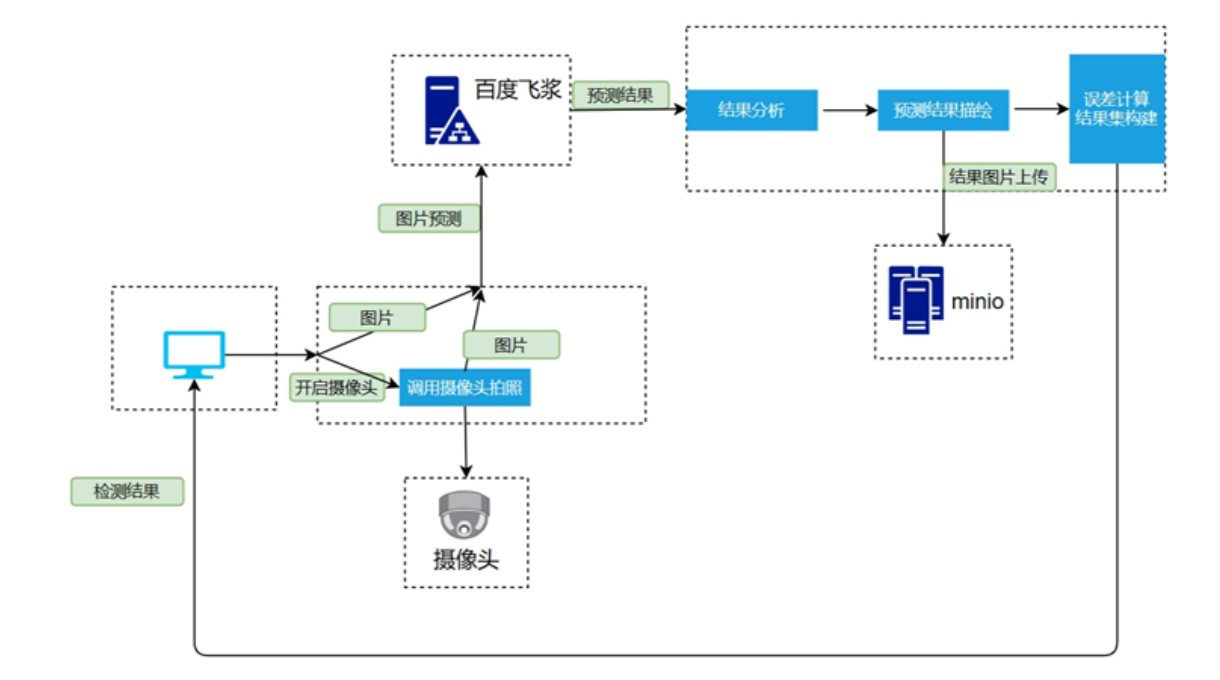 百度飞浆
预测结果
结果分析
预测结果描绘
误差计算
结果集构建
结果图片上传
图片预测
minio
图片
图片
开启摄像头
调用摄像头拍照
检测结果
摄像头